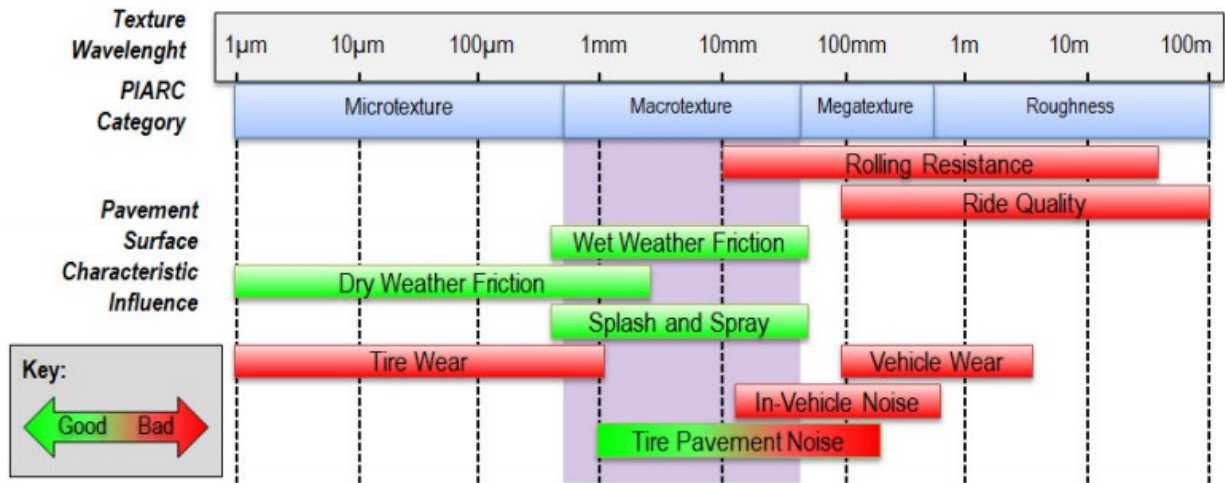 Texture
Wavelenght
1µm 10µm 100µm 1mm 10mm 100mm 1m 10m 100m
PIARC
Category
Microtexture Macrotexture Megatexture Roughness
Rolling Resistance
Ride Quality
Pavement
Surface
Characteristic
Influence
Wet Weather Friction
Dry Weather Friction
Splash and Spray
Tire Wear Vehicle Wear
In-Vehicle Noise
Tire Pavement Noise
Key:
Good Bad